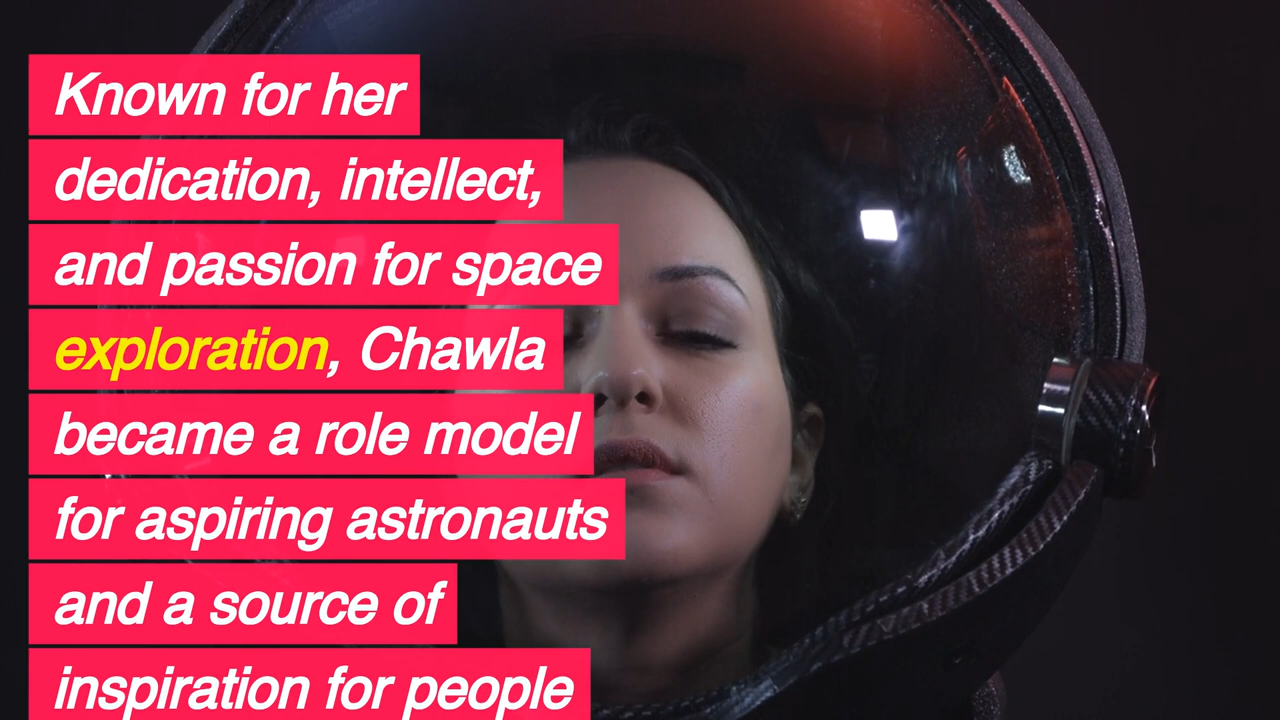 Known for her
dedication, intellect,
and passion for space
exploration, Chawla
became a role model
for aspiring astronauts
and a source of
inspiration for people